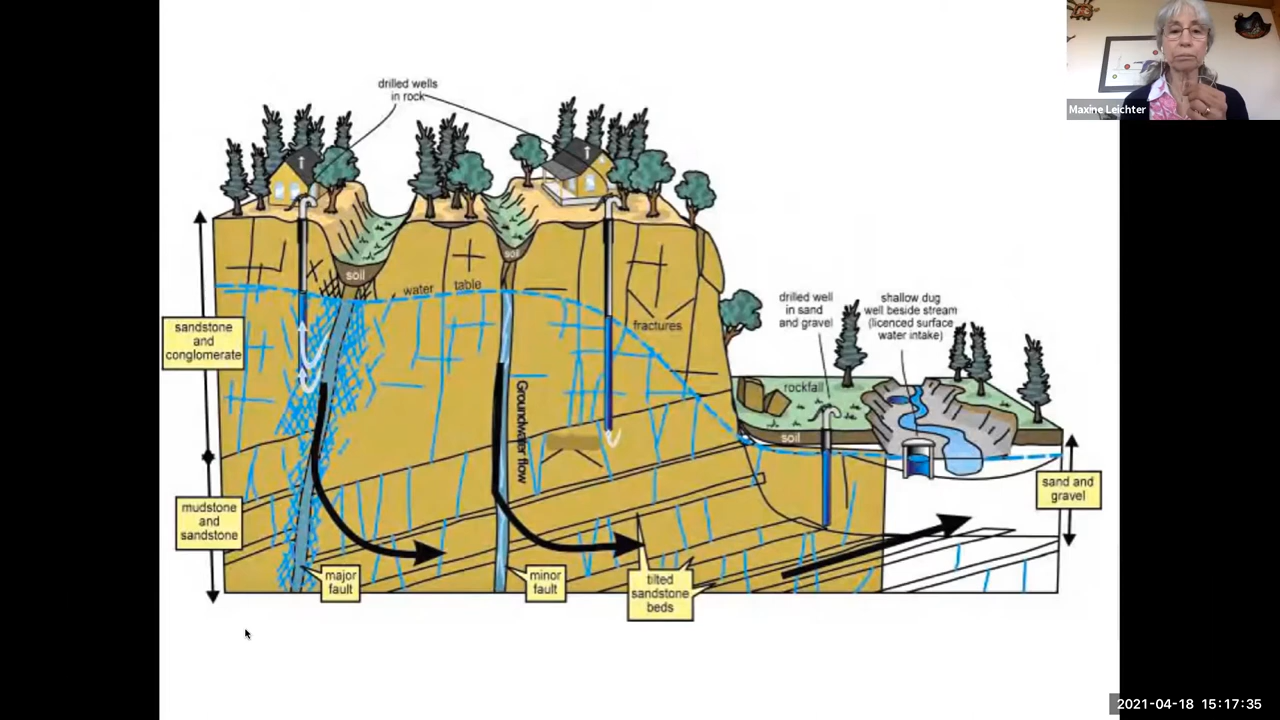 Maxine Leichter
drilled wells
in rock
soil
soil
water table
fractures
sandstone
and
conglomerate
Groundwater flow
mudstone
and
sandstone
major
fault
minor
fault
tilted
sandstone
beds
drilled well
in sand
and gravel
shallow dug
well beside stream
(licenced surface
water intake)
rockfall
soil
sand and
gravel
2021-04-18 15:17:35